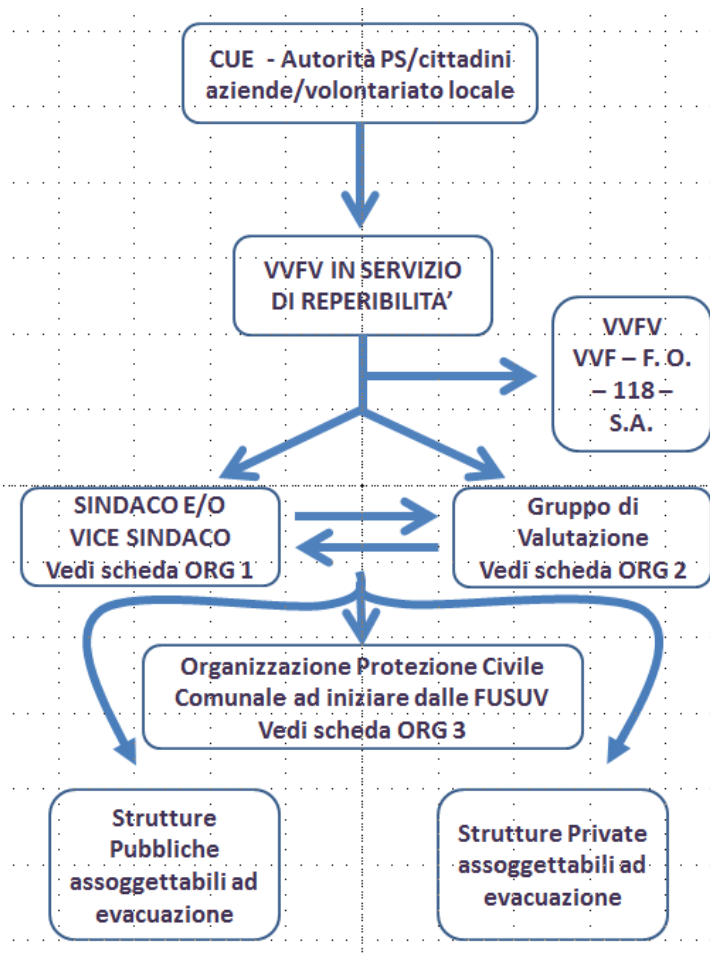 CUE - Autorità PS/cittadini
aziende/volontariato locale
VVFV IN SERVIZIO
DI REPERIBILITA’
VVFV
VVF – F. O.
– 118 –
S.A.
SINDACO E/O
VICE SINDACO
Vedi scheda ORG 1
Gruppo di
Valutazione
Vedi scheda ORG 2
Organizzazione Protezione Civile
Comunale ad iniziare dalle FUSUV
Vedi scheda ORG 3
Strutture
Pubbliche
assoggettabili ad
evacuazione
Strutture Private
assoggettabili ad
evacuazione